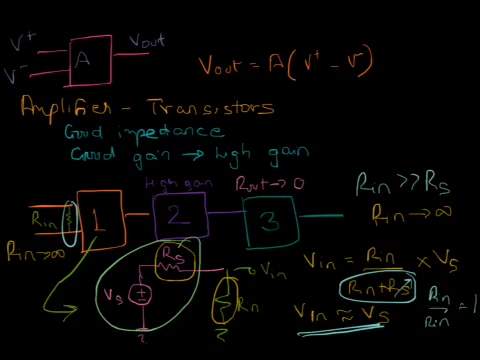 V+ V- A Vout
Vout = A(V+ - V-)
Amplifier - Transistors
Good impedance
Good gain → High gain
High gain Rout → 0
Rin 1 2 3
Rin → ∞
Rin >> Rs
Rin → ∞
Rs
Vs ± Vin Rin
Vin = Rin / Rin + Rs × Vs
Rin / Rin = 1
Vin ≈ Vs